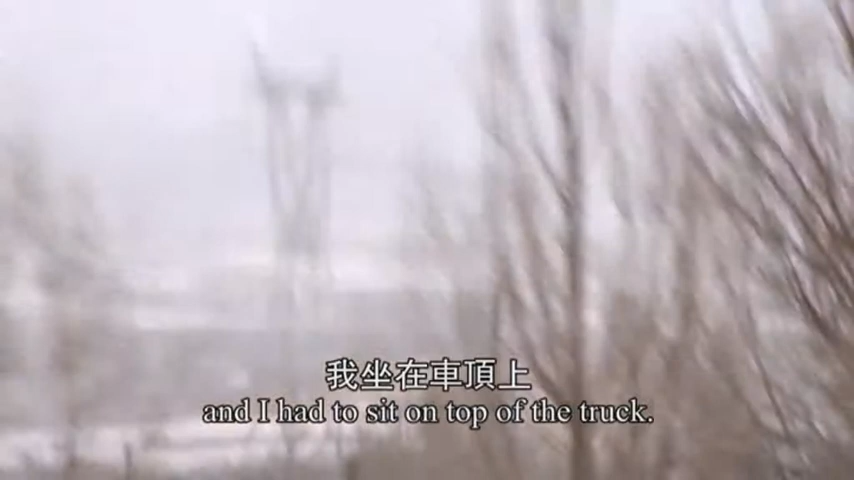 我坐在車頂上
and I had to sit on top of the truck.